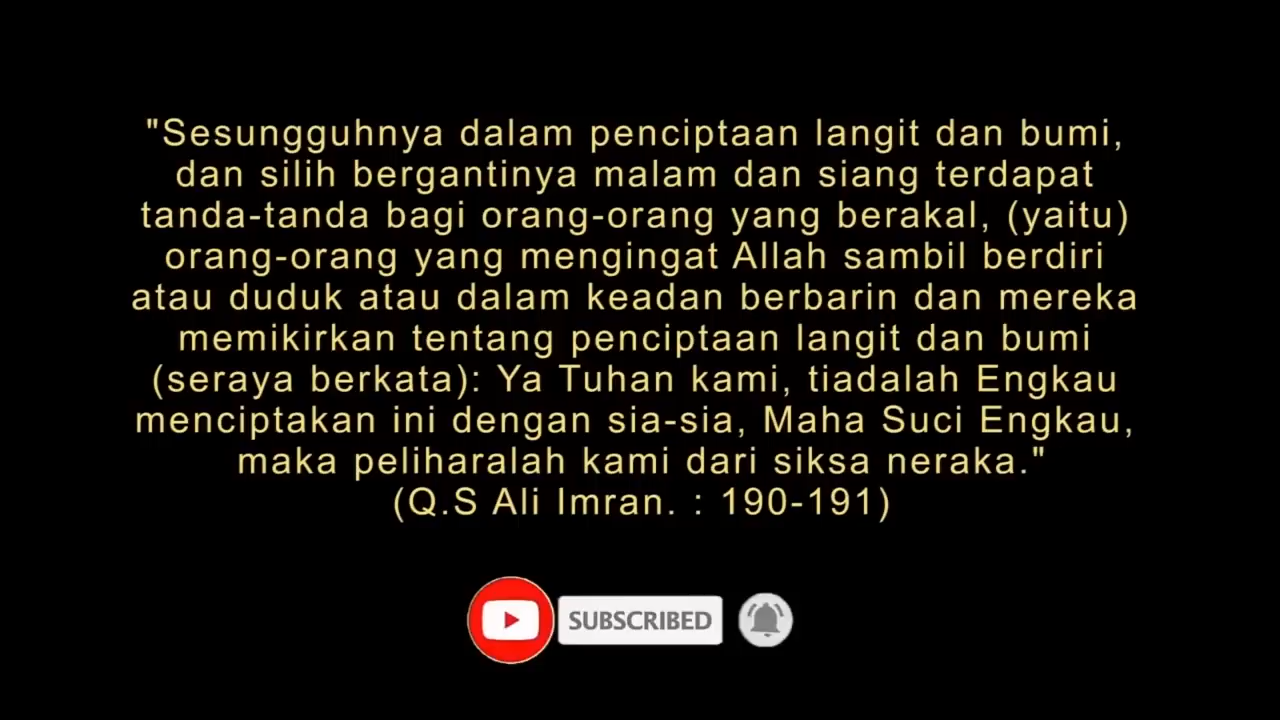 "Sesungguhnya dalam penciptaan langit dan bumi,
dan silih bergantinya malam dan siang terdapat
tanda-tanda bagi orang-orang yang berakal, (yaitu)
orang-orang yang mengingat Allah sambil berdiri
atau duduk atau dalam keadan berbarin dan mereka
memikirkan tentang penciptaan langit dan bumi
(seraya berkata): Ya Tuhan kami, tiadalah Engkau
menciptakan ini dengan sia-sia, Maha Suci Engkau,
maka peliharalah kami dari siksa neraka."
(Q.S Ali Imran. : 190-191)
SUBSCRIBED